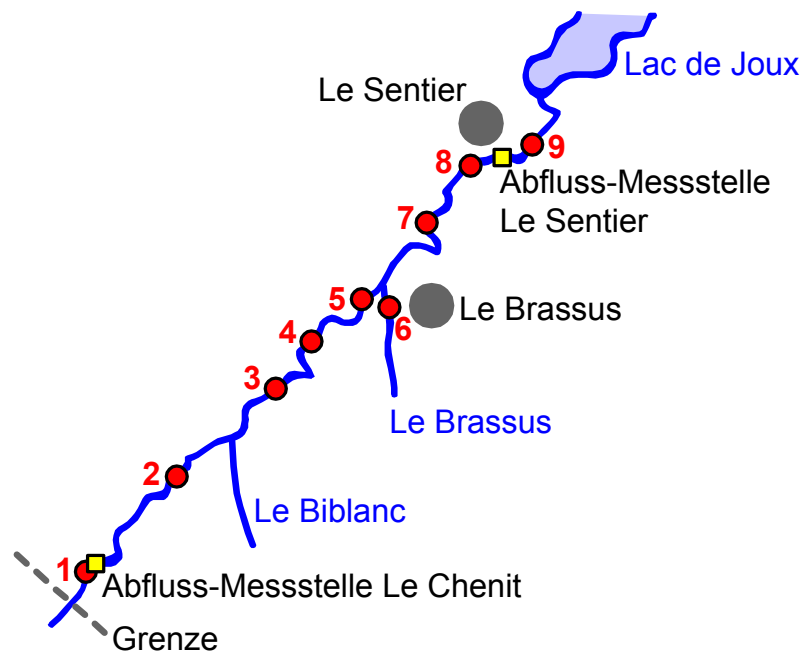 Lac de Joux
Le Sentier
9
8
Abfluss-Messstelle
Le Sentier
7
5
6
Le Brassus
4
3
Le Brassus
2
Le Biblanc
1
Abfluss-Messstelle Le Chenit
Grenze